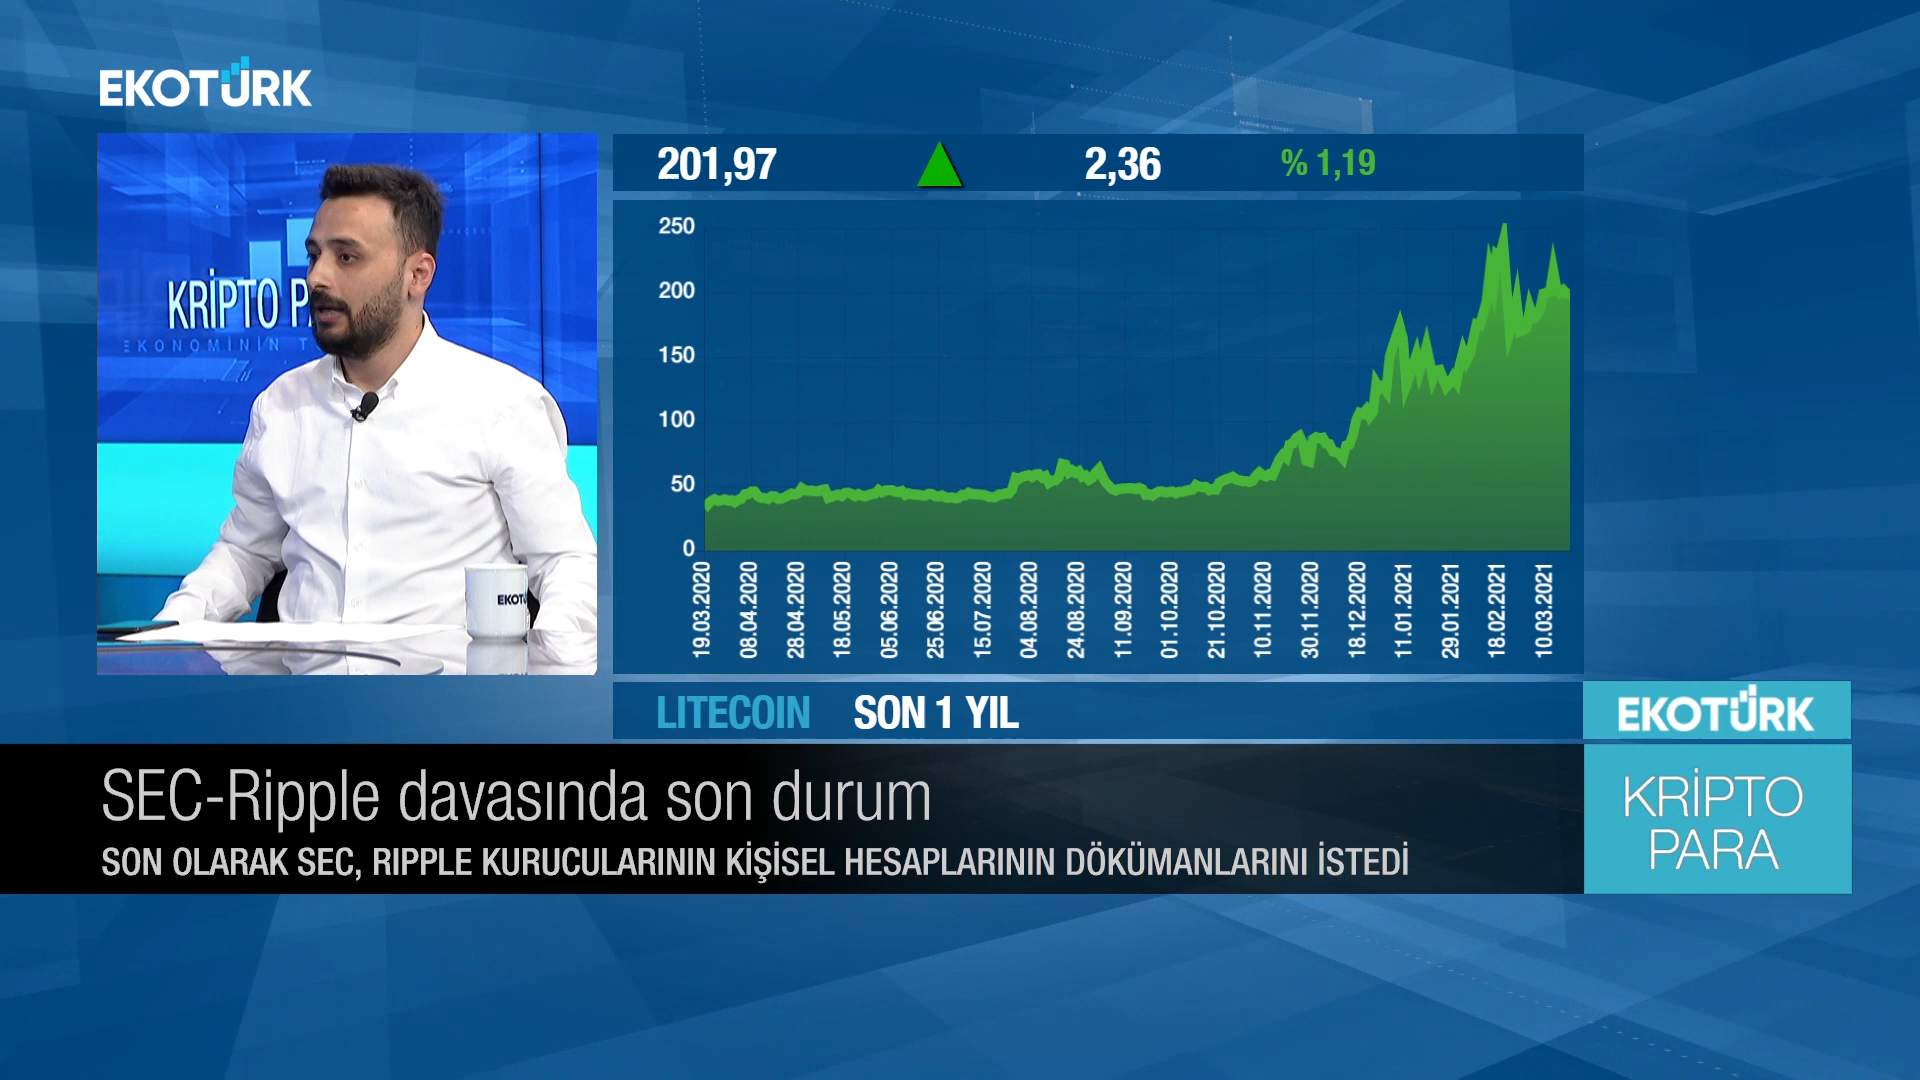 EKOTÜRK
KRİPTO P
EKONOMİNİN T
EKOTÜ
201,97 2,36 % 1,19
250
200
150
100
50
0
19.03.2020
08.04.2020
28.04.2020
18.05.2020
05.06.2020
25.06.2020
15.07.2020
04.08.2020
24.08.2020
11.09.2020
01.10.2020
21.10.2020
10.11.2020
30.11.2020
18.12.2020
11.01.2021
29.01.2021
18.02.2021
10.03.2021
LITECOIN SON 1 YIL
EKOTÜRK
SEC-Ripple davasında son durum
SON OLARAK SEC, RIPPLE KURUCULARININ KİŞİSEL HESAPLARININ DÖKÜMANLARINI İSTEDİ
KRİPTO
PARA